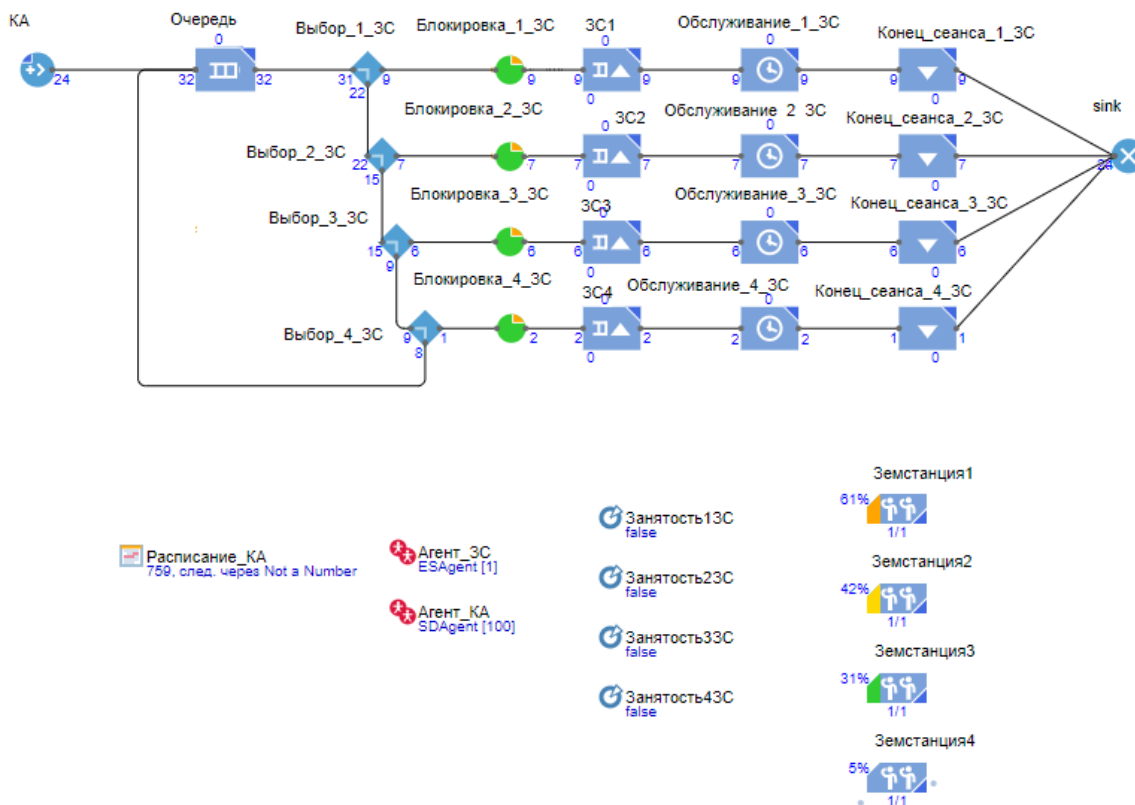 КА
Очередь
Выбор_1_ЗС
Блокировка_1_ЗС
ЗС1
Обслуживание_1_ЗС
Конец_сеанса_1_ЗС
0
0
0
24
32
32
31
9
9
9
9
9
9
9
9
22
0
0
Блокировка_2_ЗС
ЗС2
Обслуживание_2_ЗС
Конец_сеанса_2_ЗС
sink
0
0
Выбор_2_ЗС
22
7
7
7
7
7
7
7
7
24
15
0
0
Блокировка_3_ЗС
ЗС3
Обслуживание_3_ЗС
Конец_сеанса_3_ЗС
0
0
Выбор_3_ЗС
15
6
6
6
6
6
6
6
6
9
0
0
Блокировка_4_ЗС
ЗС4
Обслуживание_4_ЗС
Конец_сеанса_4_ЗС
0
0
Выбор_4_ЗС
9
1
2
2
2
2
2
1
1
8
0
0
Земстанция1
61%
1/1
Занятость1ЗС
false
Расписание_КА
759, след. через Not a Number
Агент_ЗС
ESAgent [1]
Земстанция2
42%
1/1
Занятость2ЗС
false
Агент_КА
SDAgent [100]
Занятость3ЗС
false
Земстанция3
31%
1/1
Занятость4ЗС
false
Земстанция4
5%
1/1